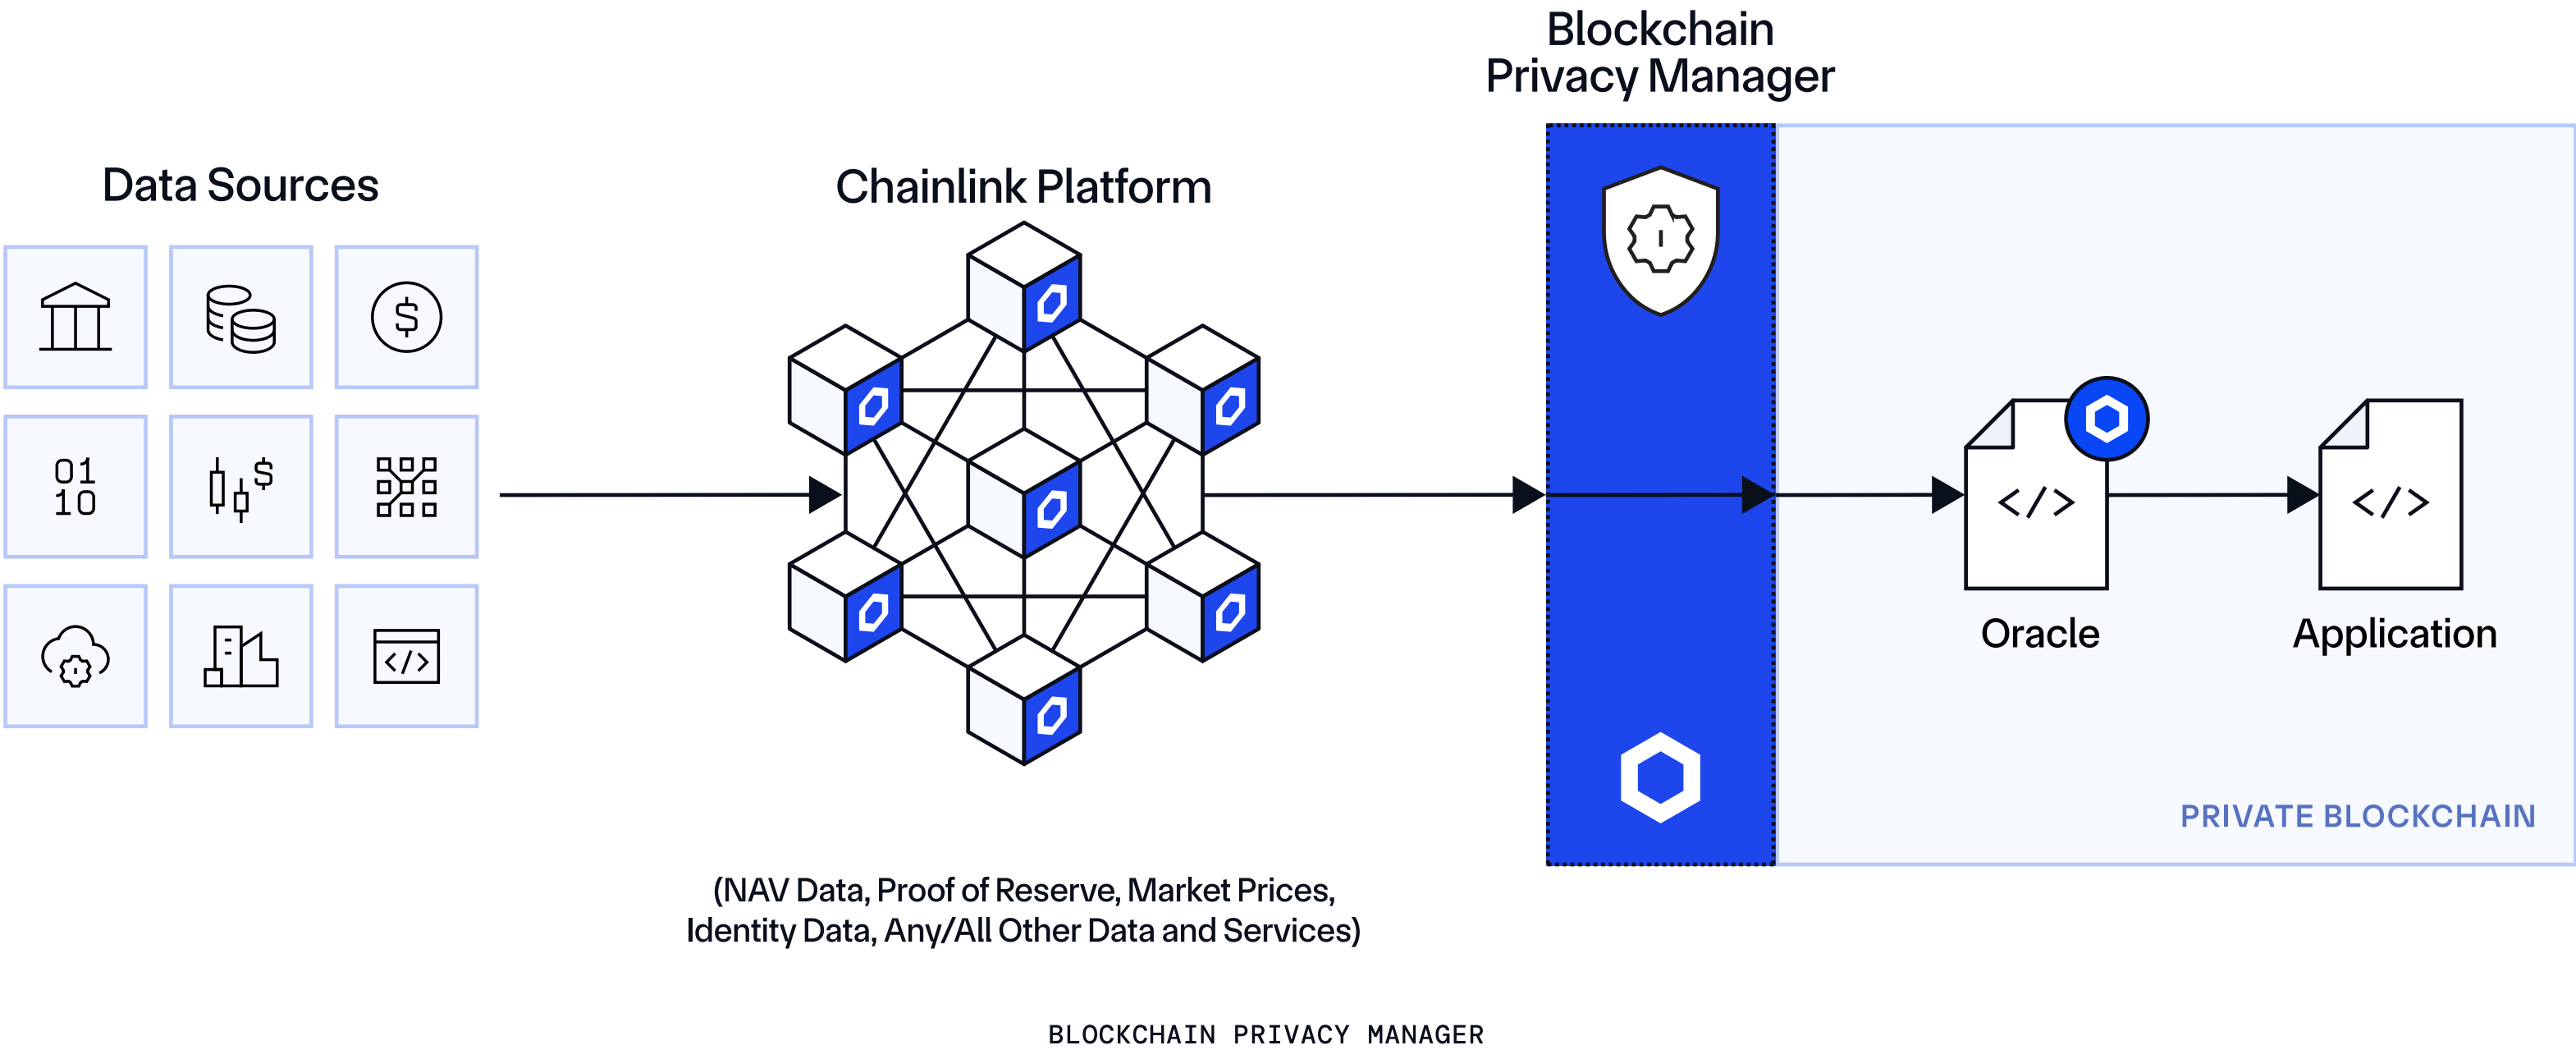 Blockchain
Privacy Manager
Data Sources
Chainlink Platform
$
01
10
$
</>
</>
</>
Oracle
Application
PRIVATE BLOCKCHAIN
(NAV Data, Proof of Reserve, Market Prices,
Identity Data, Any/All Other Data and Services)
BLOCKCHAIN PRIVACY MANAGER